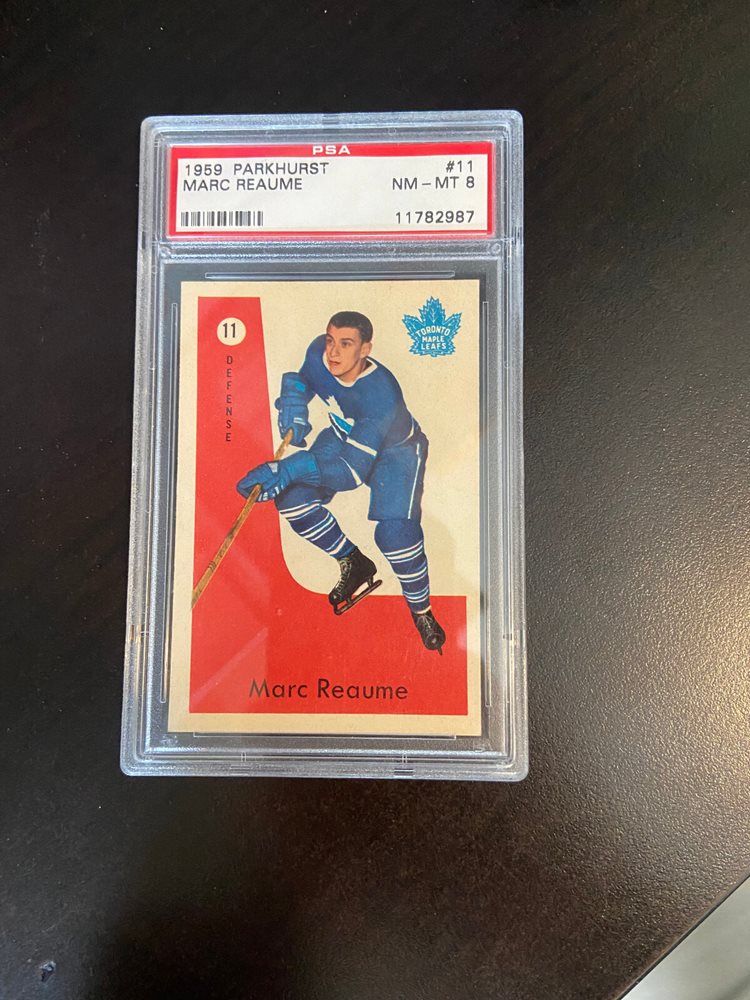 PSA
1959 PARKHURST #11
MARC REAUME NM-MT 8
11782987
11
DEFENSE
TORONTO
MAPLE
LEAFS
Marc Reaume